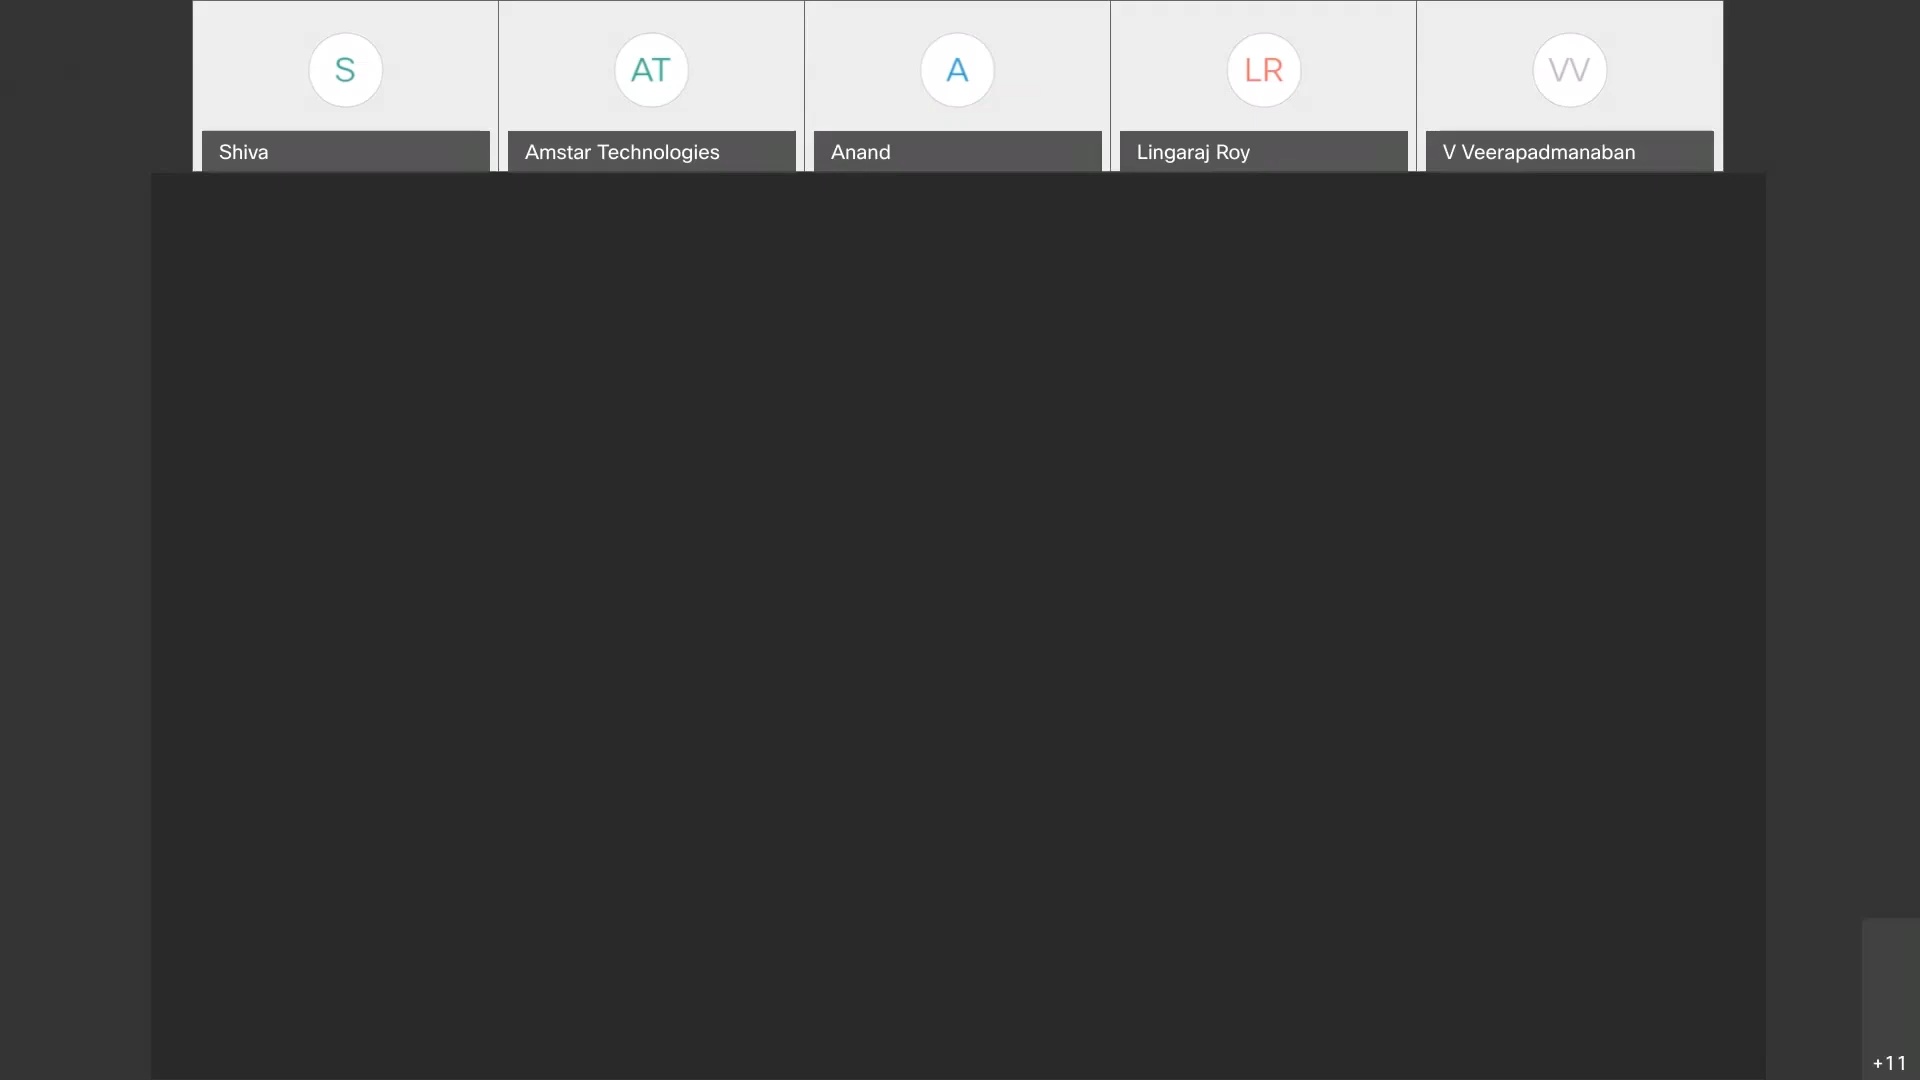 S
AT
A
LR
VV
Shiva
Amstar Technologies
Anand
Lingaraj Roy
V Veerapadmanaban
+11